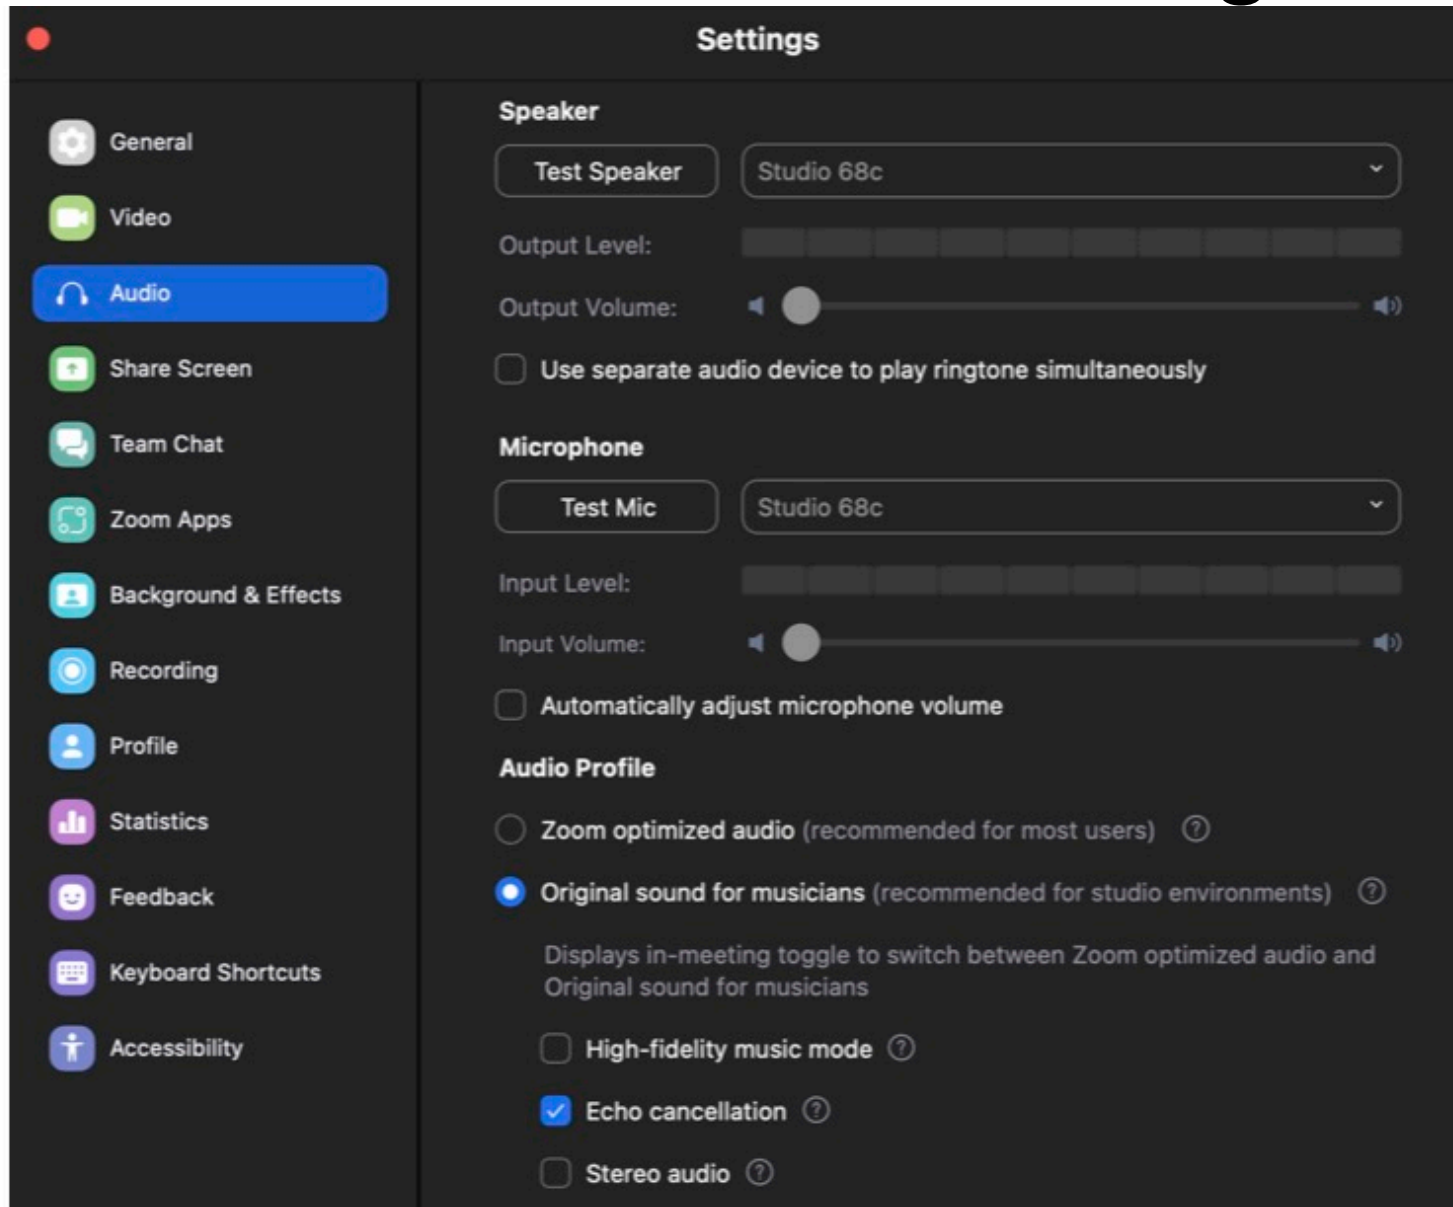 Settings
General
Video
Audio
Share Screen
Team Chat
Zoom Apps
Background & Effects
Recording
Profile
Statistics
Feedback
Keyboard Shortcuts
Accessibility
Speaker
Test Speaker
Studio 68c
Output Level:
Output Volume:
Use separate audio device to play ringtone simultaneously
Microphone
Test Mic
Studio 68c
Input Level:
Input Volume:
Automatically adjust microphone volume
Audio Profile
Zoom optimized audio (recommended for most users) ?
Original sound for musicians (recommended for studio environments) ?
Displays in-meeting toggle to switch between Zoom optimized audio and
Original sound for musicians
High-fidelity music mode ?
Echo cancellation ?
Stereo audio ?